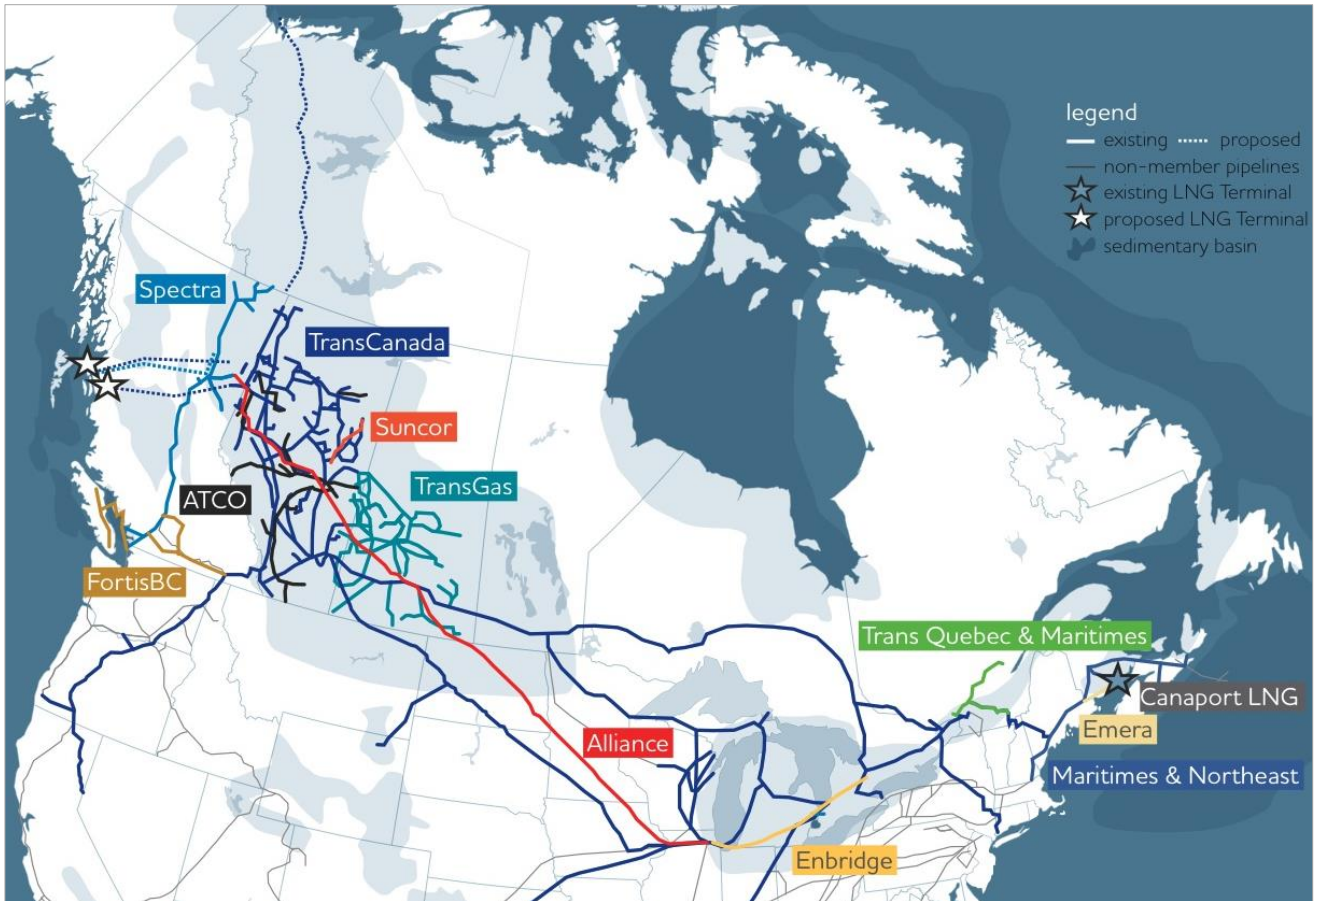 legend
existing
proposed
non-member pipelines
existing LNG Terminal
proposed LNG Terminal
sedimentary basin
Spectra
TransCanada
Suncor
TransGas
ATCO
FortisBC
Trans Quebec & Maritimes
Canaport LNG
Emera
Alliance
Maritimes & Northeast
Enbridge